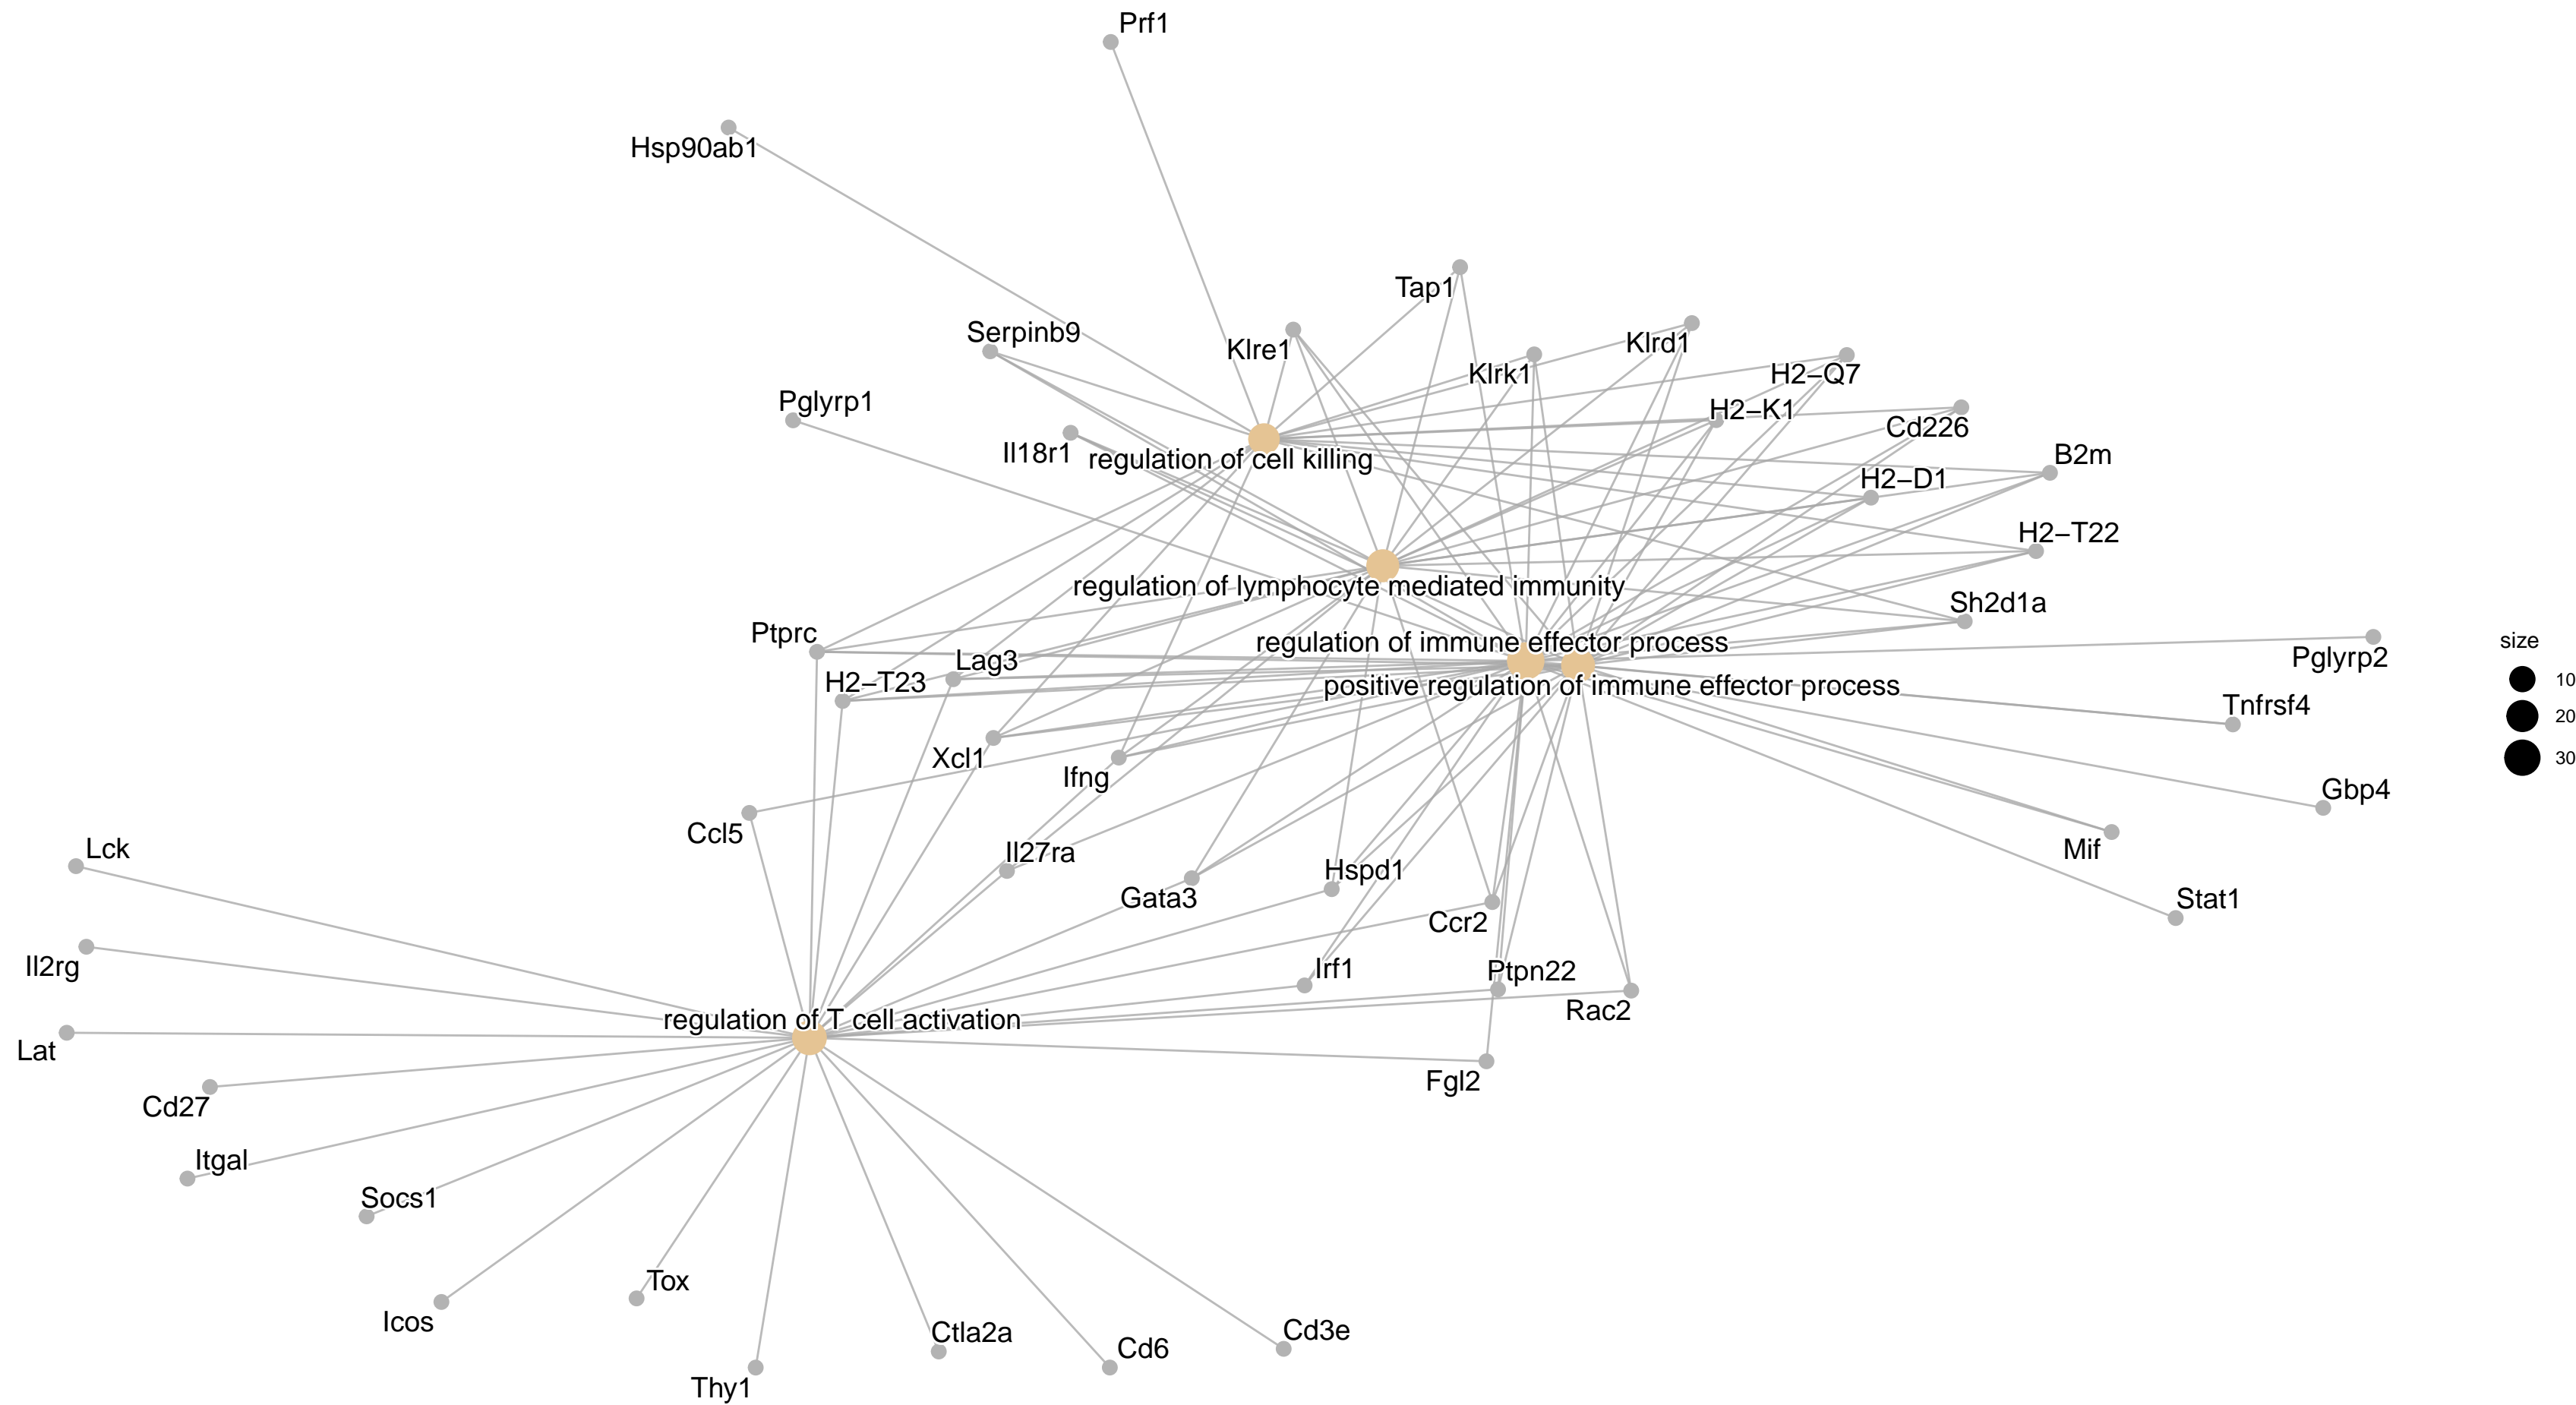 Prf1
Hsp90ab1
Tap1
Serpinb9
Klre1
Klrd1
Klrk1
H2−Q7
Pglyrp1
H2−K1
Cd226
Il18r1
regulation of cell killing
B2m
H2−D1
H2−T22
regulation of lymphocyte mediated immunity
Sh2d1a
Ptprc
regulation of immune effector process
size
Lag3
Pglyrp2
H2−T23
positive regulation of immune effector process
10
Tnfrsf4
20
Xcl1
30
Ifng
Gbp4
Ccl5
Lck
Il27ra
Mif
Hspd1
Gata3
Stat1
Ccr2
Il2rg
Irf1
Ptpn22
Rac2
regulation of T cell activation
Lat
Fgl2
Cd27
Itgal
Socs1
Tox
Icos
Ctla2a
Cd3e
Cd6
Thy1